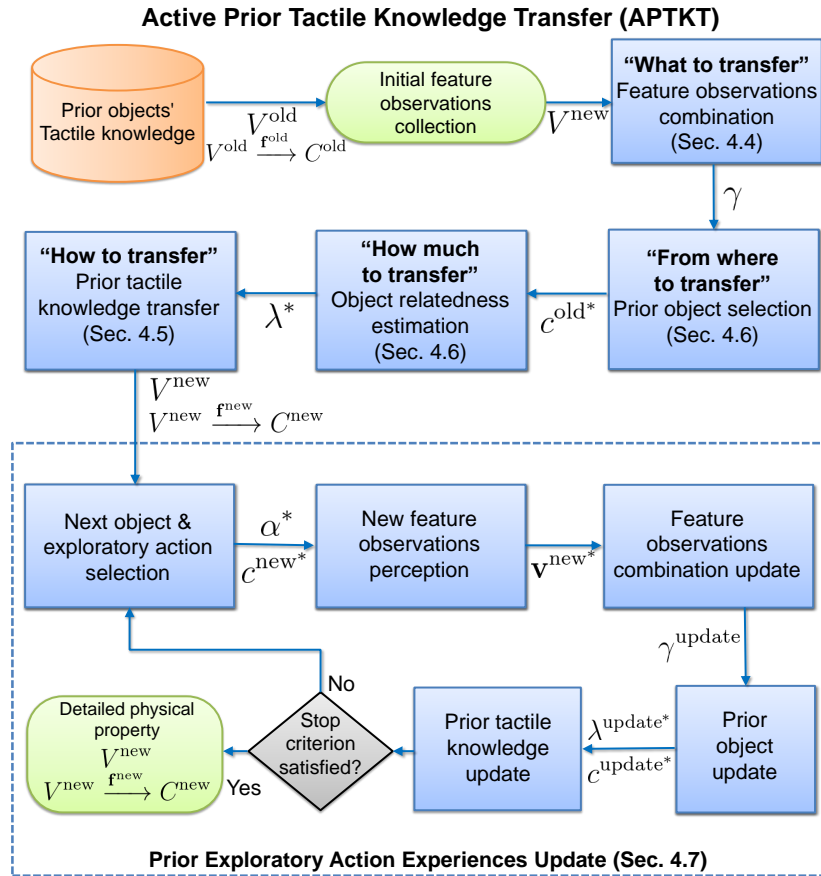 Active Prior Tactile Knowledge Transfer (APTKT)
Prior objects'
Tactile knowledge
V^old
V^old →^{f^old} C^old
Initial feature
observations
collection
V^new
“What to transfer”
Feature observations
combination
(Sec. 4.4)
γ
“From where
to transfer”
Prior object selection
(Sec. 4.6)
c^old*
“How much
to transfer”
Object relatedness
estimation
(Sec. 4.6)
λ*
“How to transfer”
Prior tactile
knowledge transfer
(Sec. 4.5)
V^new
V^new →^{f^new} C^new
Next object &
exploratory action
selection
α*
c^new*
New feature
observations
perception
v^new*
Feature
observations
combination update
γ^update
Prior
object
update
λ^update*
c^update*
Prior tactile
knowledge
update
Stop
criterion
satisfied?
No
Yes
Detailed physical
property
V^new
V^new →^{f^new} C^new
Prior Exploratory Action Experiences Update (Sec. 4.7)